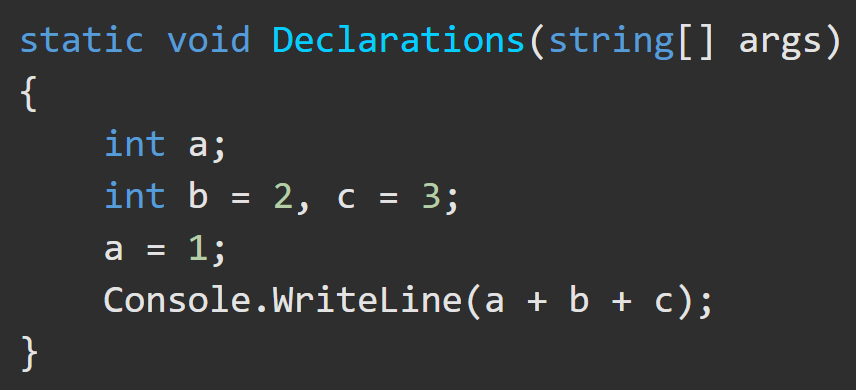 static void Declarations(string[] args)
{
    int a;
    int b = 2, c = 3;
    a = 1;
    Console.WriteLine(a + b + c);
}